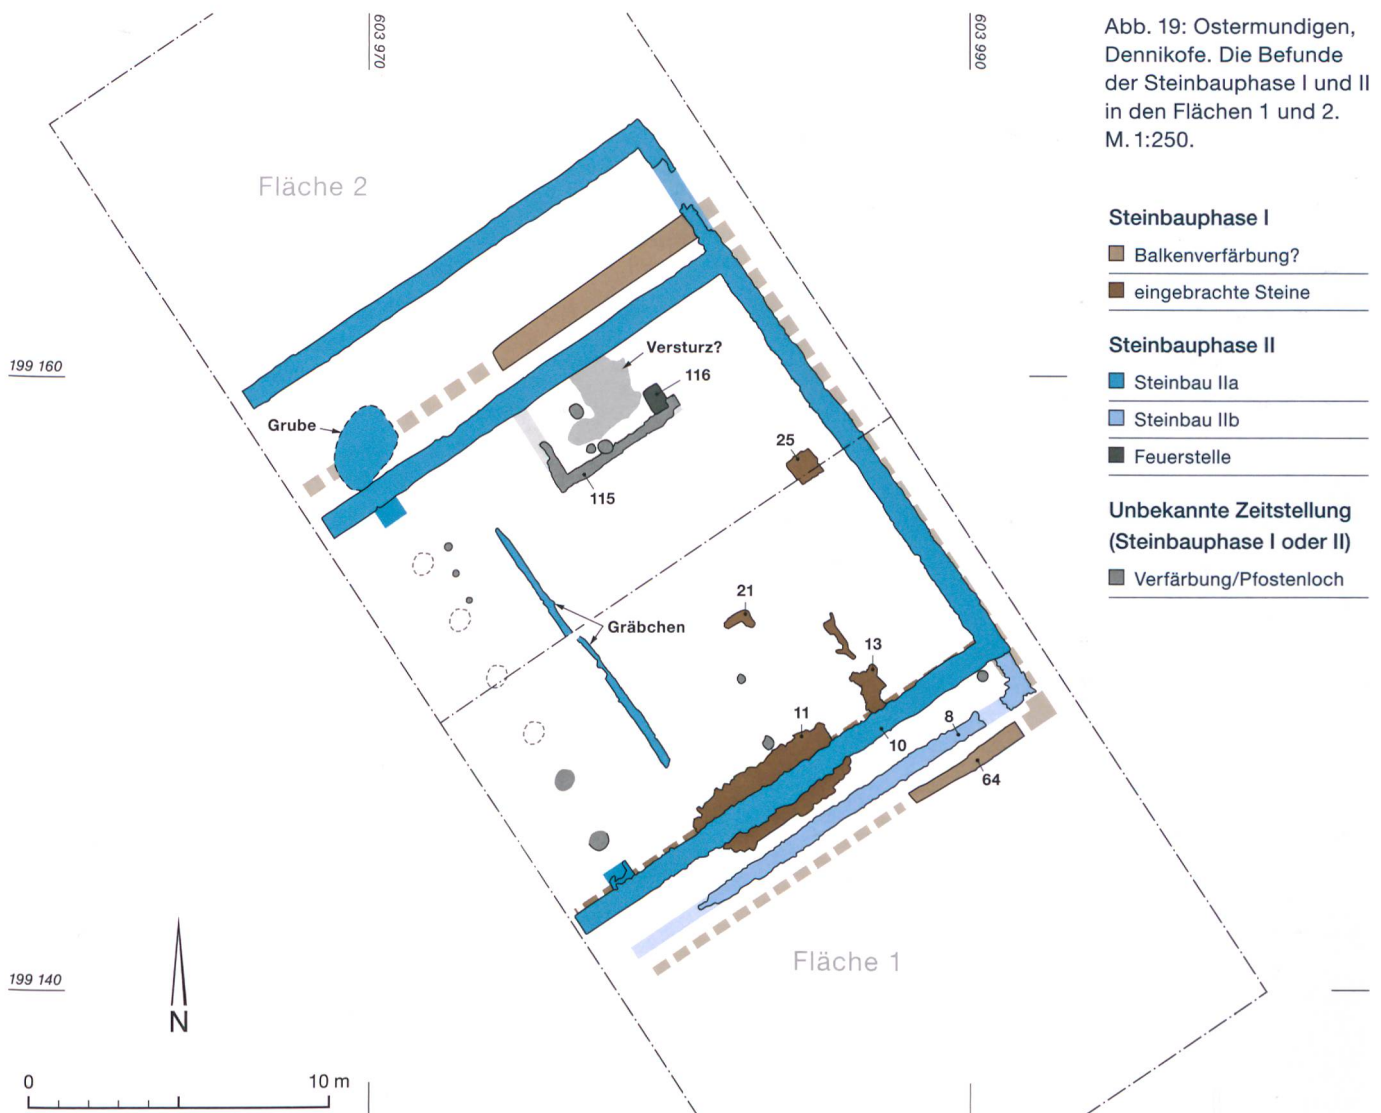 603 970
603 990
Abb. 19: Ostermundigen,
Dennikofe. Die Befunde
der Steinbauphase I und II
in den Flächen 1 und 2.
M. 1:250.
Fläche 2
Steinbauphase I
Balkenverfärbung?
eingebrachte Steine
Steinbauphase II
Steinbau IIa
Steinbau IIb
Feuerstelle
Unbekannte Zeitstellung
(Steinbauphase I oder II)
Verfärbung/Pfostenloch
199 160
Versturz?
116
Grube
25
115
21
Gräbchen
13
11
8
10
64
Fläche 1
199 140
N
0
10 m